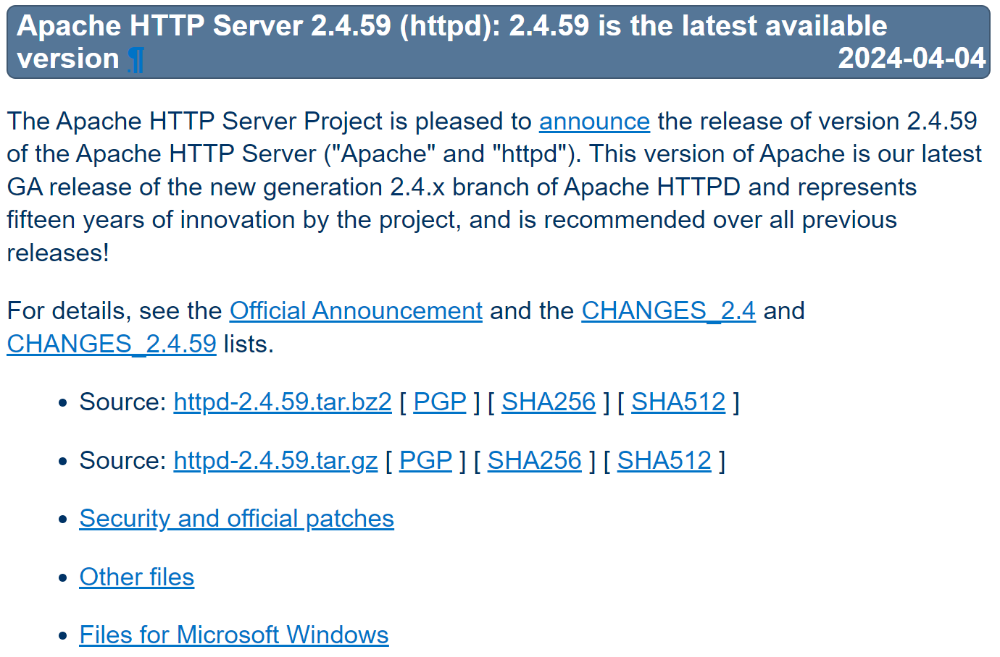 Apache HTTP Server 2.4.59 (httpd): 2.4.59 is the latest available
version ¶ 2024-04-04
The Apache HTTP Server Project is pleased to announce the release of version 2.4.59
of the Apache HTTP Server ("Apache" and "httpd"). This version of Apache is our latest
GA release of the new generation 2.4.x branch of Apache HTTPD and represents
fifteen years of innovation by the project, and is recommended over all previous
releases!
For details, see the Official Announcement and the CHANGES_2.4 and
CHANGES_2.4.59 lists.
• Source: httpd-2.4.59.tar.bz2 [ PGP ] [ SHA256 ] [ SHA512 ]
• Source: httpd-2.4.59.tar.gz [ PGP ] [ SHA256 ] [ SHA512 ]
• Security and official patches
• Other files
• Files for Microsoft Windows